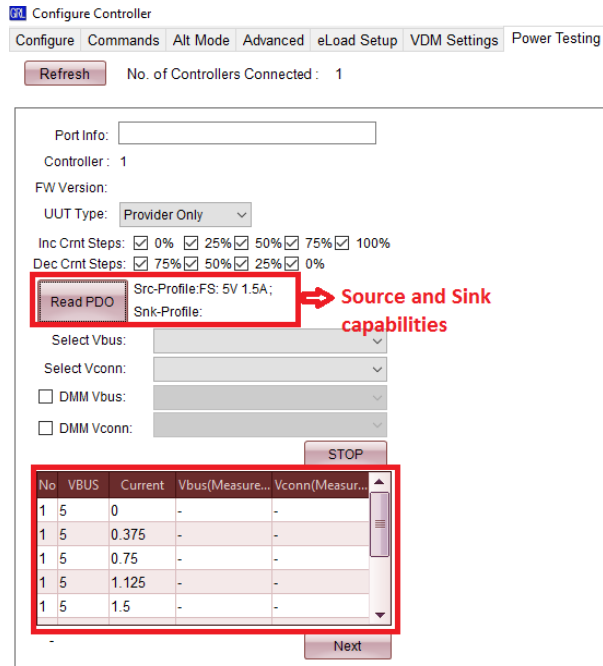 GRL Configure Controller
Configure Commands Alt Mode Advanced eLoad Setup VDM Settings Power Testing
Refresh No. of Controllers Connected : 1
Port Info:
Controller : 1
FW Version:
UUT Type: Provider Only
Inc Crnt Steps: 0% 25% 50% 75% 100%
Dec Crnt Steps: 75% 50% 25% 0%
Read PDO
Src-Profile:FS: 5V 1.5A;
Snk-Profile:
Source and Sink
capabilities
Select Vbus:
Select Vconn:
DMM Vbus:
DMM Vconn:
STOP
No VBUS Current Vbus(Measure... Vconn(Measur...
1 5 0 - -
1 5 0.375 - -
1 5 0.75 - -
1 5 1.125 - -
1 5 1.5 - -
-
Next